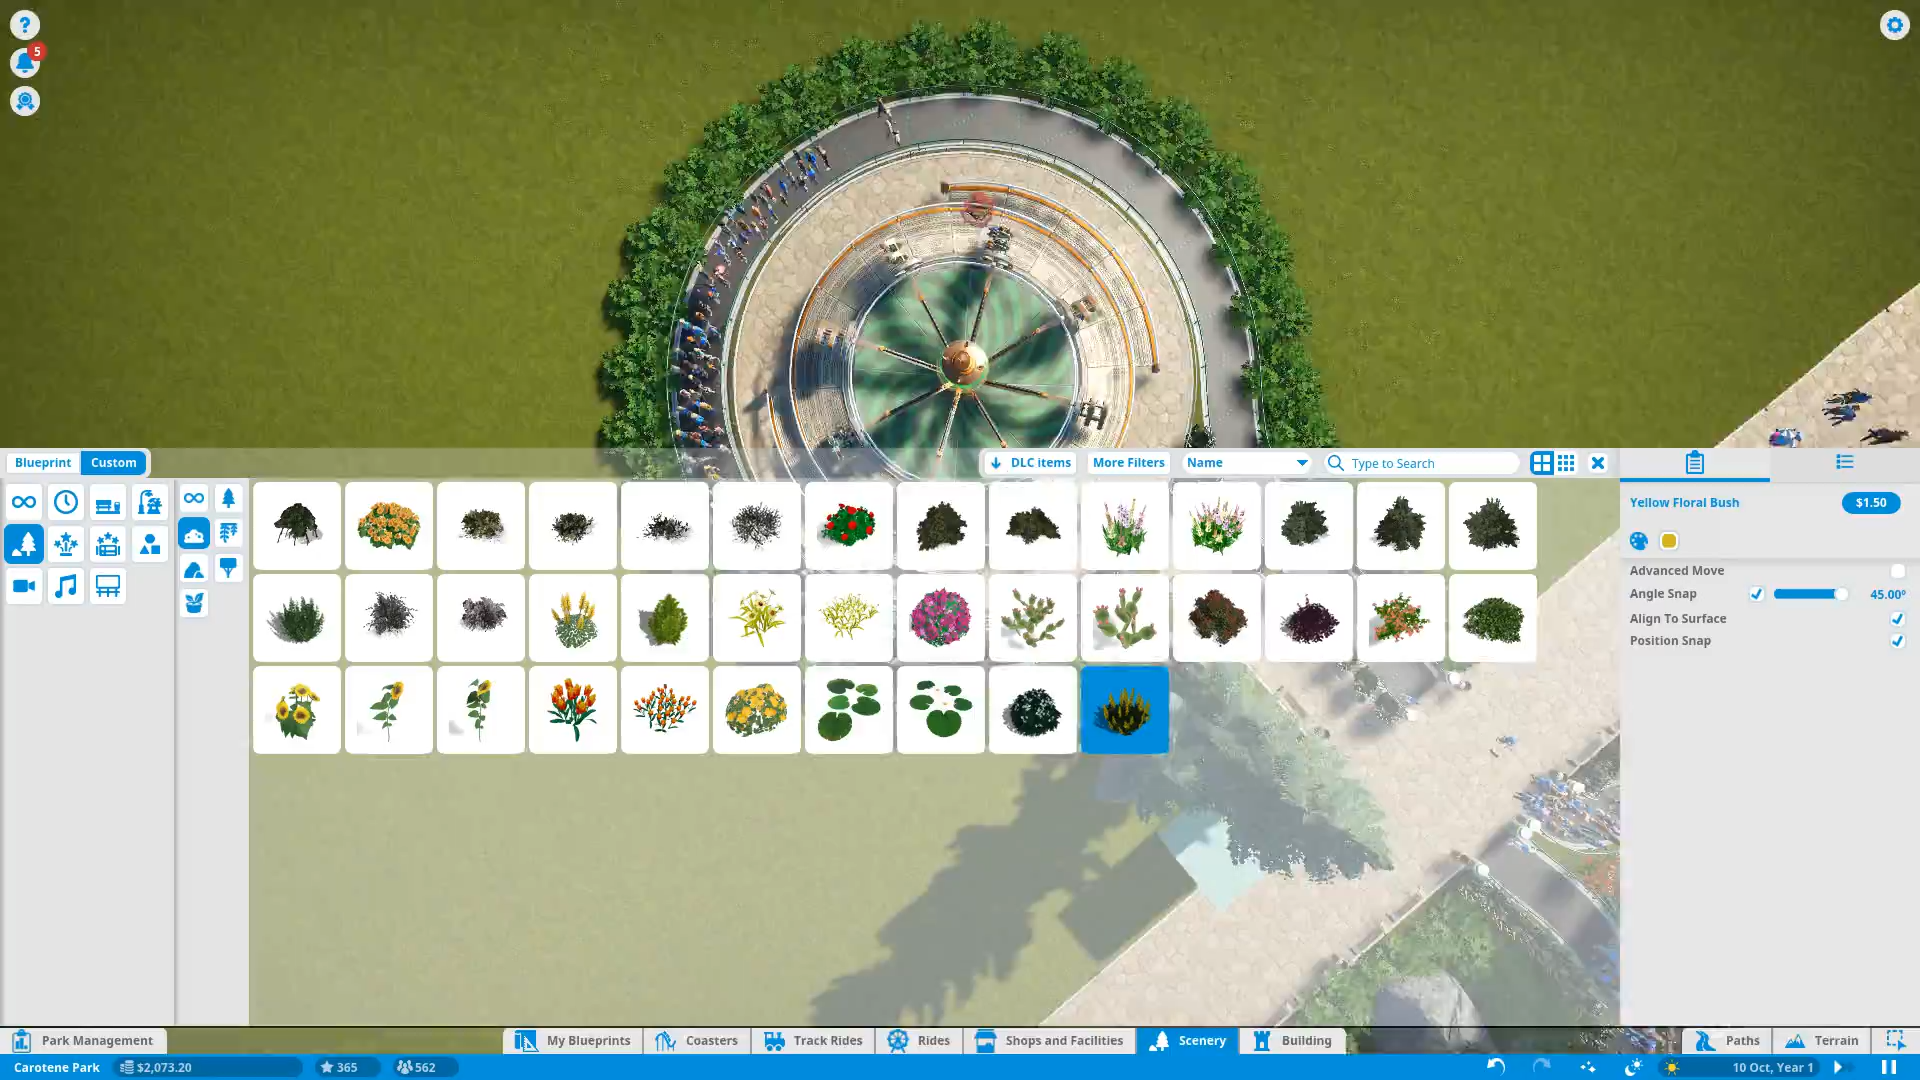 ?
5
Blueprint
Custom
DLC items
More Filters
Name
Type to Search
Yellow Floral Bush
$1.50
Advanced Move
Angle Snap
45.00º
Align To Surface
Position Snap
Park Management
My Blueprints
Coasters
Track Rides
Rides
Shops and Facilities
Scenery
Building
Paths
Terrain
Carotene Park
$2,073.20
365
562
10 Oct, Year 1